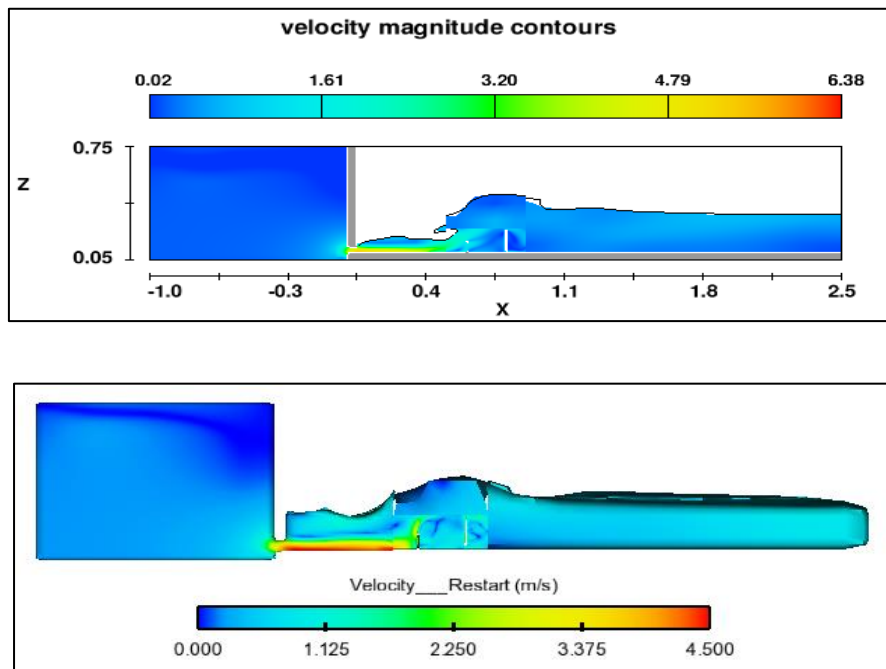 velocity magnitude contours
0.02 1.61 3.20 4.79 6.38
0.75
Z
0.05
-1.0 -0.3 0.4 1.1 1.8 2.5
X
Velocity___Restart (m/s)
0.000 1.125 2.250 3.375 4.500